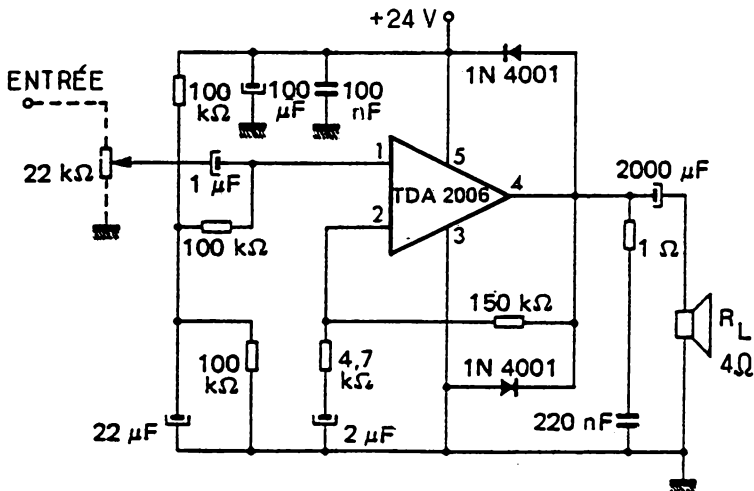 +24 V
1N 4001
ENTRÉE
100
kΩ
100
µF
100
nF
22 kΩ
1 µF
1
5
2000 µF
TDA 2006
4
2
3
1 Ω
100 kΩ
150 kΩ
R_L
4Ω
100
kΩ
4,7
kΩ
1N 4001
22 µF
2 µF
220 nF